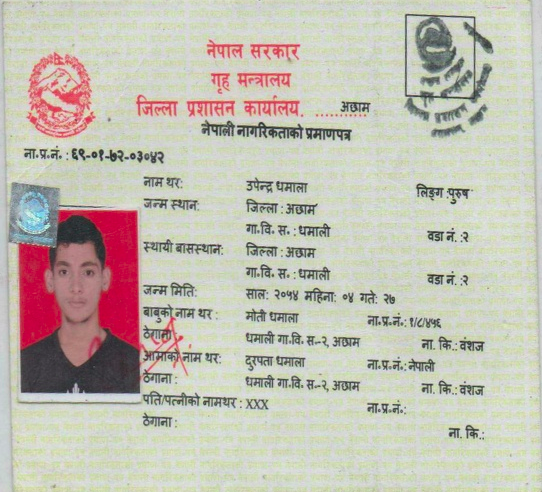 नेपाल सरकार
गृह मन्त्रालय
जिल्ला प्रशासन कार्यालय, ........... अछाम
नेपाली नागरिकताको प्रमाणपत्र
ना.प्र.नं. : ६९-०१-७२-०३०४२
नाम थर: उपेन्द्र धमाला लिङ्ग :पुरुष
जन्म स्थान: जिल्ला : अछाम
गा.वि. स. : धमाली वडा नं. :२
स्थायी बासस्थान: जिल्ला : अछाम
गा.वि. स. : धमाली वडा नं. :२
जन्म मिति: साल: २०५४ महिना: ०४ गते: २७
बाबुको नाम थर : मोती धमाला ना.प्र.नं.: १/८/४५६
ठेगाना : धमाली गा.वि. स-२, अछाम ना. कि.: वंशज
आमाको नाम थर: दुरपता धमाला ना.प्र.नं.: नेपाली
ठेगाना : धमाली गा.वि. स.-२, अछाम ना. कि.: वंशज
पति/पत्नीको नामथर : XXX ना.प्र.नं.:
ठेगाना :
ना. कि.: